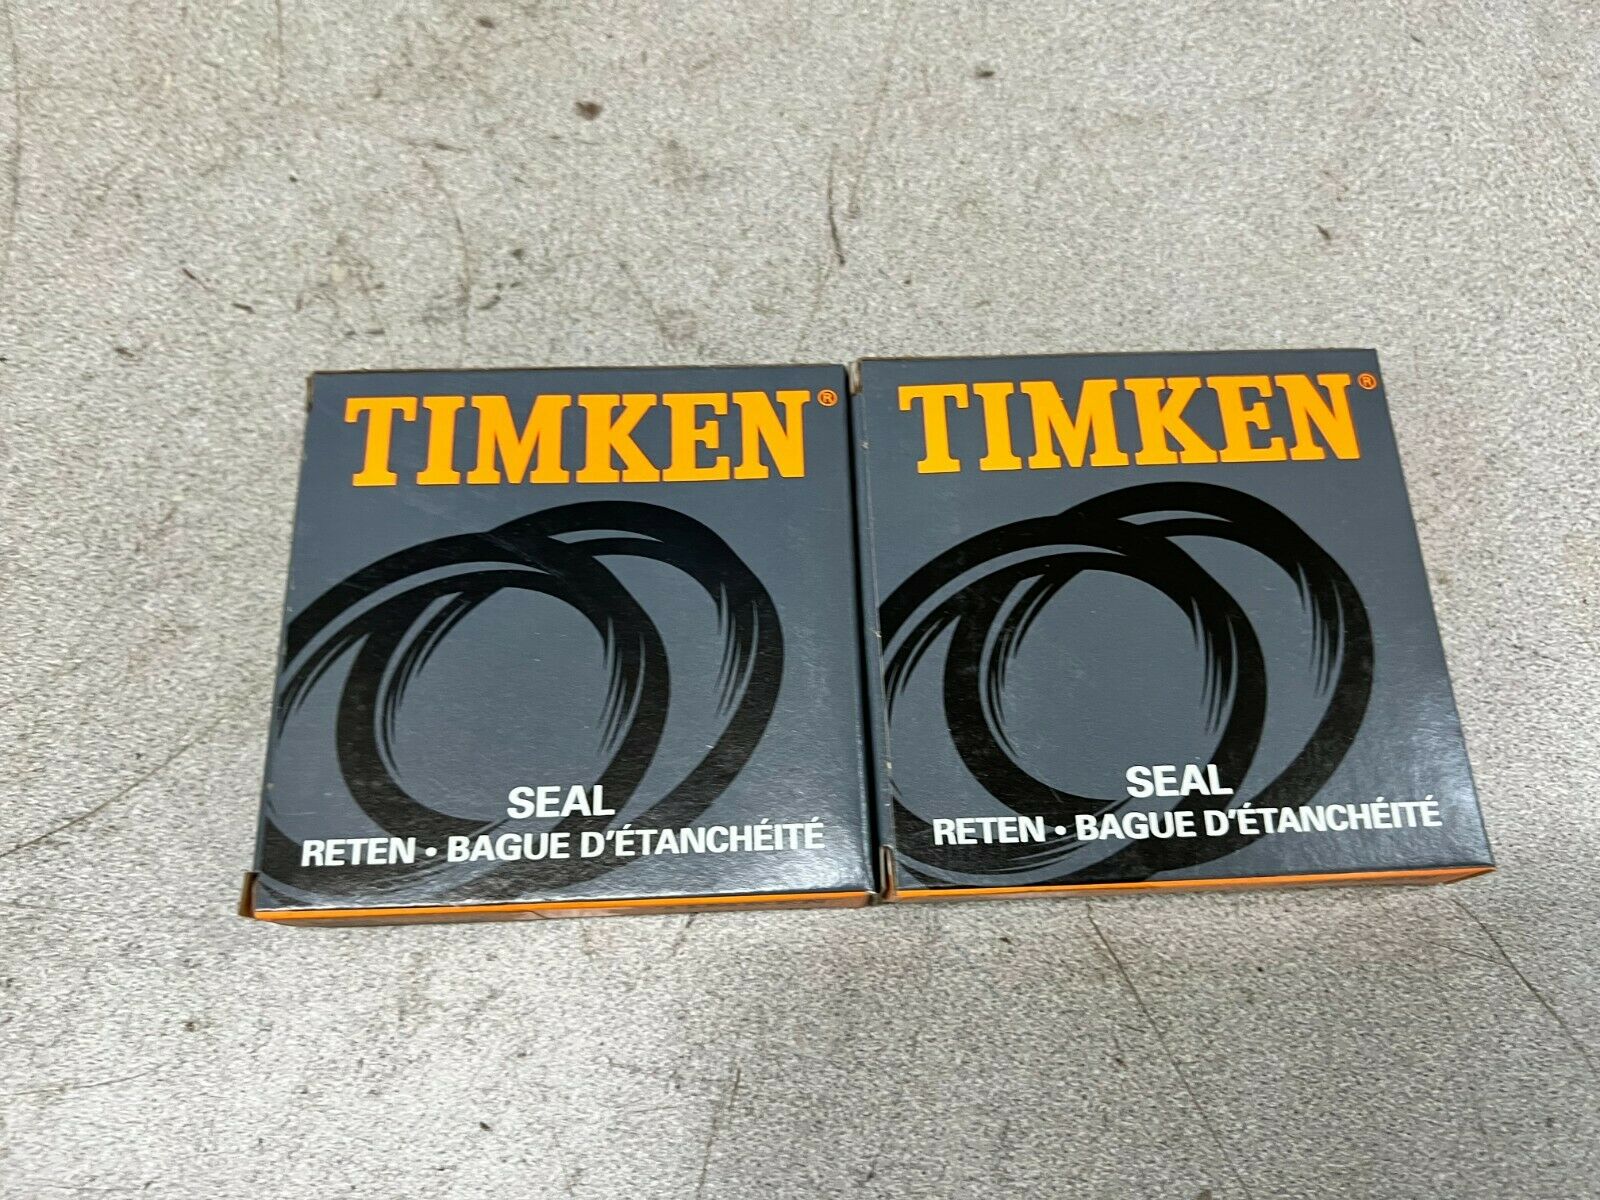 TIMKEN®
SEAL
RETEN • BAGUE D'ÉTANCHÉITÉ
TIMKEN®
SEAL
RETEN • BAGUE D'ÉTANCHÉITÉ